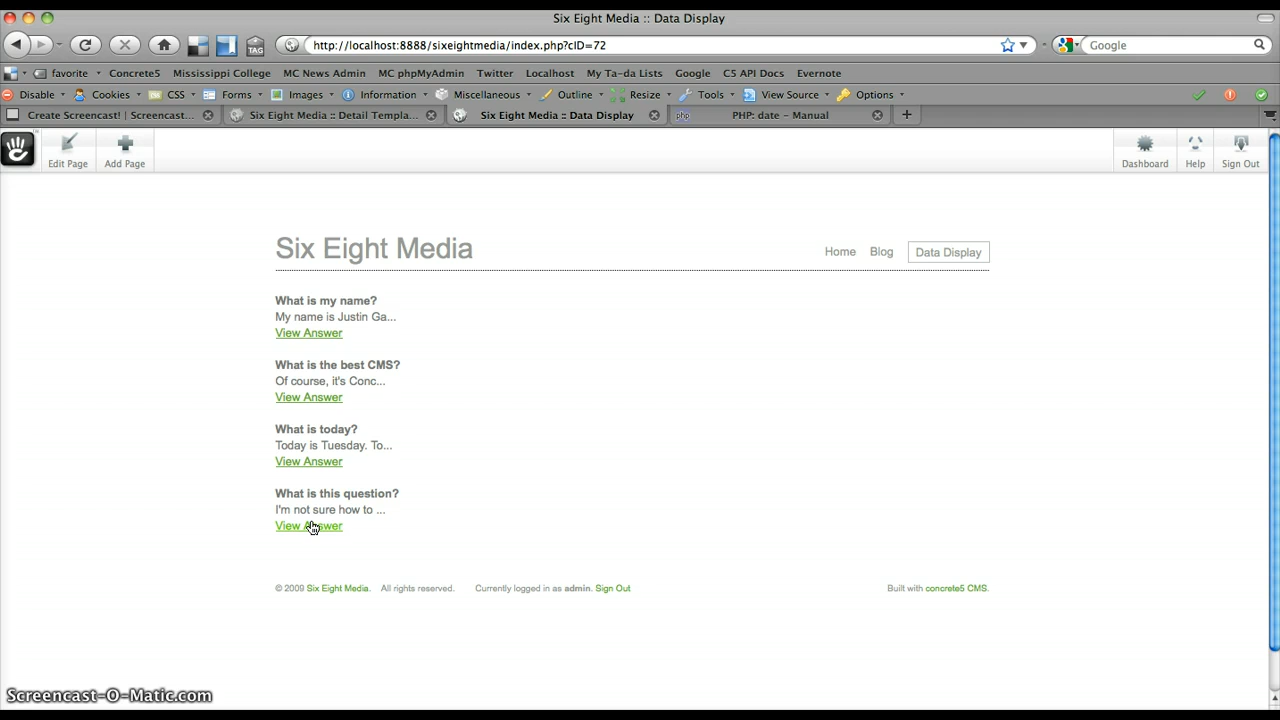 Six Eight Media :: Data Display
http://localhost:8888/sixeightmedia/index.php?cID=72
Google
TAG
favorite Concrete5 Mississippi College MC News Admin MC phpMyAdmin Twitter Localhost My Ta-da Lists Google C5 API Docs Evernote
Disable Cookies CSS Forms Images Information Miscellaneous Outline Resize Tools View Source Options
Create Screencast! | Screencast... Six Eight Media :: Detail Templa... Six Eight Media :: Data Display php PHP: date - Manual
Edit Page Add Page Dashboard Help Sign Out
Six Eight Media
Home Blog Data Display
What is my name?
My name is Justin Ga...
View Answer
What is the best CMS?
Of course, it's Conc...
View Answer
What is today?
Today is Tuesday. To...
View Answer
What is this question?
I'm not sure how to ...
View Answer
© 2009 Six Eight Media. All rights reserved. Currently logged in as admin. Sign Out Built with concrete5 CMS.
Screencast-O-Matic.com